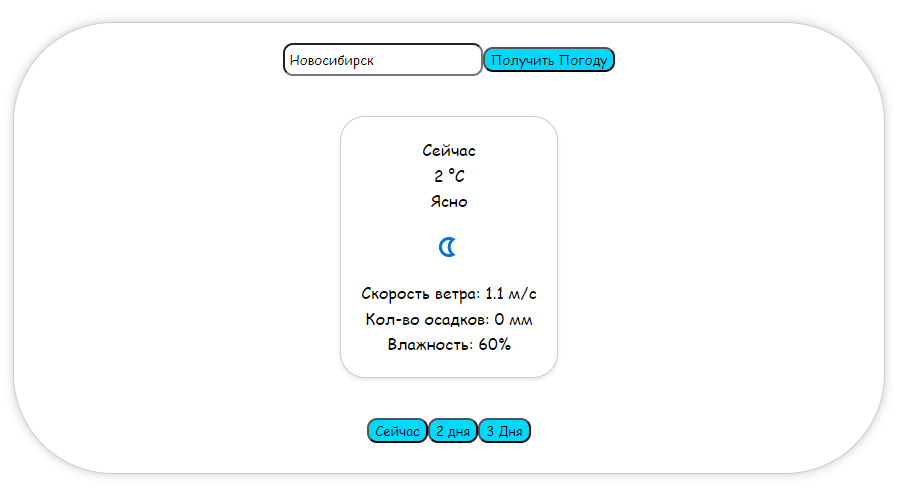 Новосибирск Получить Погоду
Сейчас
2 °C
Ясно
Скорость ветра: 1.1 м/с
Кол-во осадков: 0 мм
Влажность: 60%
Сейчас 2 дня 3 Дня